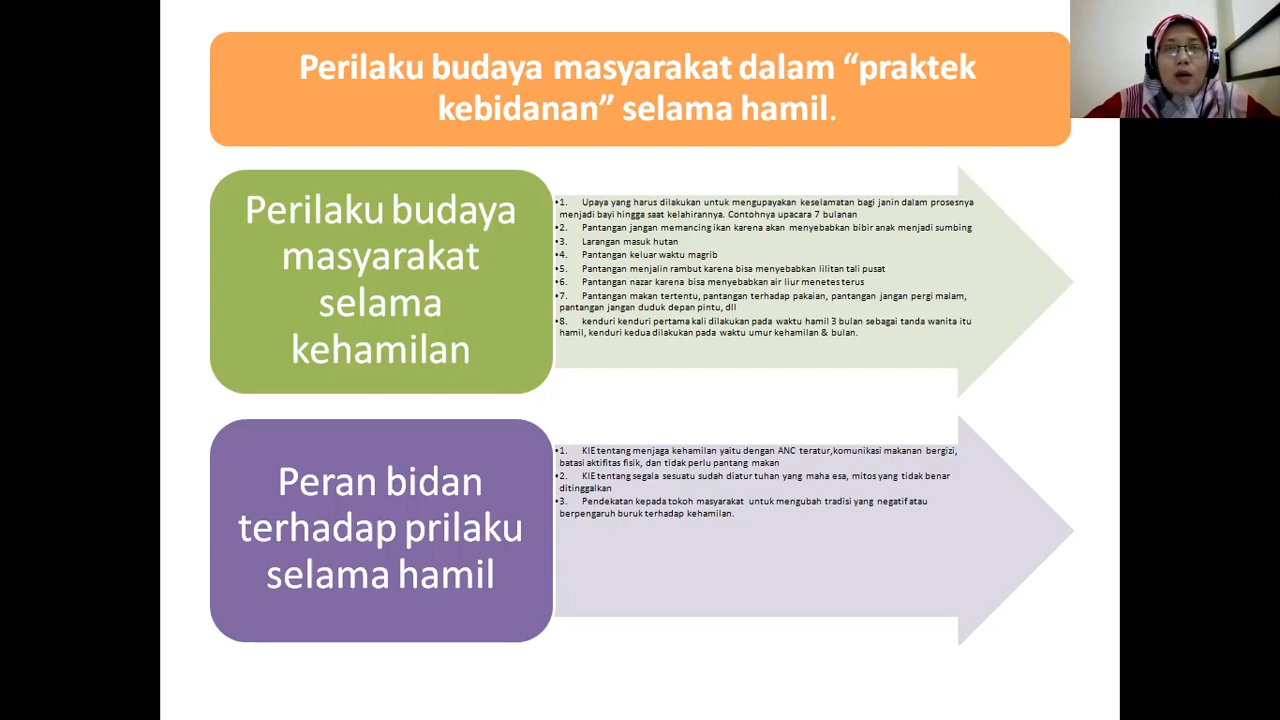 Perilaku budaya masyarakat dalam “praktek
kebidanan” selama hamil.
Perilaku budaya
masyarakat
selama
kehamilan
•1. Upaya yang harus dilakukan untuk mengupayakan keselamatan bagi janin dalam prosesnya
menjadi bayi hingga saat kelahirannya. Contohnya upacara 7 bulanan
•2. Pantangan jangan memancing ikan karena akan menyebabkan bibir anak menjadi sumbing
•3. Larangan masuk hutan
•4. Pantangan keluar waktu magrib
•5. Pantangan menjalin rambut karena bisa menyebabkan lilitan tali pusat
•6. Pantangan nazar karena bisa menyebabkan air liur menetes terus
•7. Pantangan makan tertentu, pantangan terhadap pakaian, pantangan jangan pergi malam,
pantangan jangan duduk depan pintu, dll
•8. kenduri kenduri pertama kali dilakukan pada waktu hamil 3 bulan sebagai tanda wanita itu
hamil, kenduri kedua dilakukan pada waktu umur kehamilan & bulan.
Peran bidan
terhadap prilaku
selama hamil
•1. KIE tentang menjaga kehamilan yaitu dengan ANC teratur,komunikasi makanan bergizi,
batasi aktifitas fisik, dan tidak perlu pantang makan
•2. KIE tentang segala sesuatu sudah diatur tuhan yang maha esa, mitos yang tidak benar
ditinggalkan
•3. Pendekatan kepada tokoh masyarakat untuk mengubah tradisi yang negatif atau
berpengaruh buruk terhadap kehamilan.